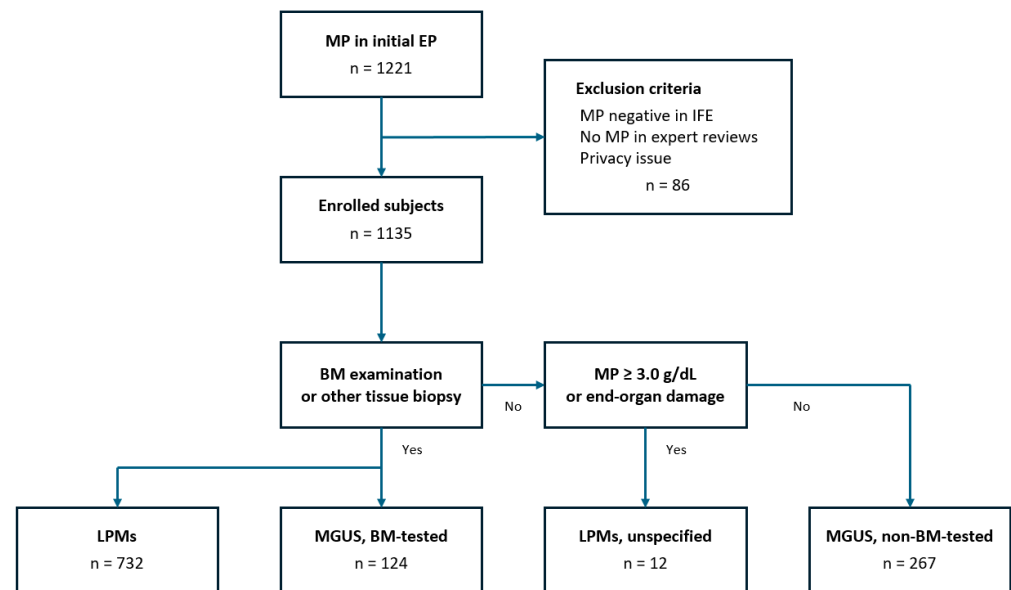 MP in initial EP
n = 1221
Exclusion criteria
MP negative in IFE
No MP in expert reviews
Privacy issue
n = 86
Enrolled subjects
n = 1135
BM examination
or other tissue biopsy
No
MP ≥ 3.0 g/dL
or end-organ damage
No
Yes
Yes
LPMs
n = 732
MGUS, BM-tested
n = 124
LPMs, unspecified
n = 12
MGUS, non-BM-tested
n = 267